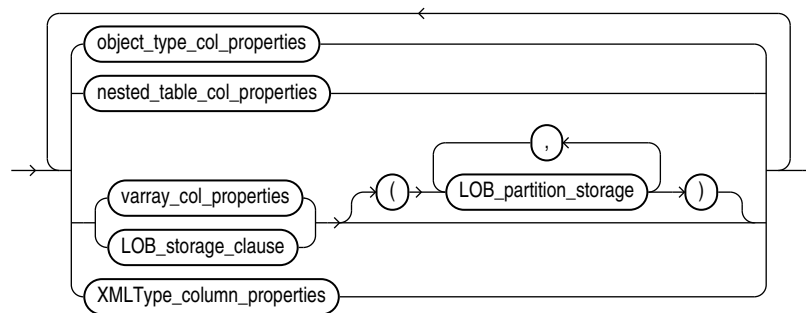 object_type_col_properties
nested_table_col_properties
,
varray_col_properties ( LOB_partition_storage )
LOB_storage_clause
XMLType_column_properties